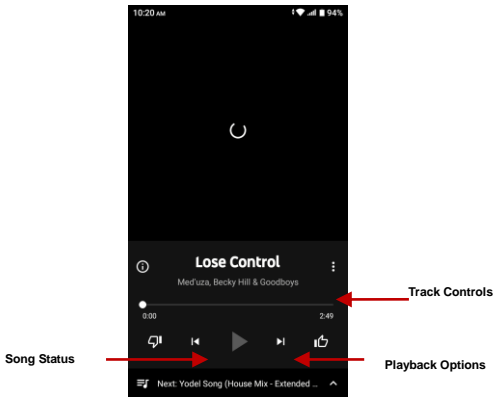 10:20 AM 94%
Lose Control
Med'uza, Becky Hill & Goodboys
Track Controls
0:00 2:49
Song Status
Playback Options
Next: Yodel Song (House Mix - Extended ...